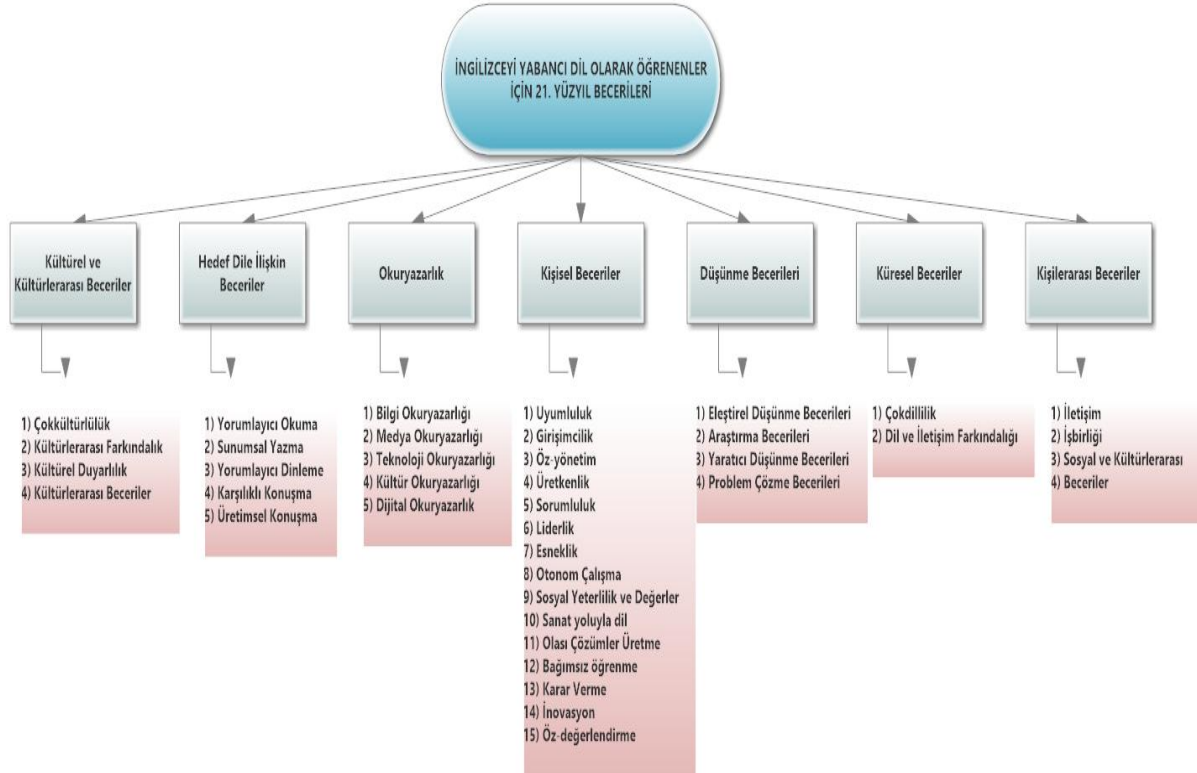 İNGİLİZCEYİ YABANCI DİL OLARAK ÖĞRENENLER
İÇİN 21. YÜZYIL BECERİLERİ
Kültürel ve
Kültürlerarası Beceriler
Hedef Dile İlişkin
Beceriler
Okuryazarlık
Kişisel Beceriler
Düşünme Becerileri
Küresel Beceriler
Kişilerarası Beceriler
1) Çokkültürlülük
2) Kültürlerarası Farkındalık
3) Kültürel Duyarlılık
4) Kültürlerarası Beceriler
1) Yorumlayıcı Okuma
2) Sunumsal Yazma
3) Yorumlayıcı Dinleme
4) Karşılıklı Konuşma
5) Üretimsel Konuşma
1) Bilgi Okuryazarlığı
2) Medya Okuryazarlığı
3) Teknoloji Okuryazarlığı
4) Kültür Okuryazarlığı
5) Dijital Okuryazarlık
1) Uyumluluk
2) Girişimcilik
3) Öz-yönetim
4) Üretkenlik
5) Sorumluluk
6) Liderlik
7) Esneklik
8) Otonom Çalışma
9) Sosyal Yeterlilik ve Değerler
10) Sanat yoluyla dil
11) Olası Çözümler Üretme
12) Bağımsız öğrenme
13) Karar Verme
14) İnovasyon
15) Öz-değerlendirme
1) Eleştirel Düşünme Becerileri
2) Araştırma Becerileri
3) Yaratıcı Düşünme Becerileri
4) Problem Çözme Becerileri
1) Çokdillilik
2) Dil ve İletişim Farkındalığı
1) İletişim
2) İşbirliği
3) Sosyal ve Kültürlerarası
4) Beceriler